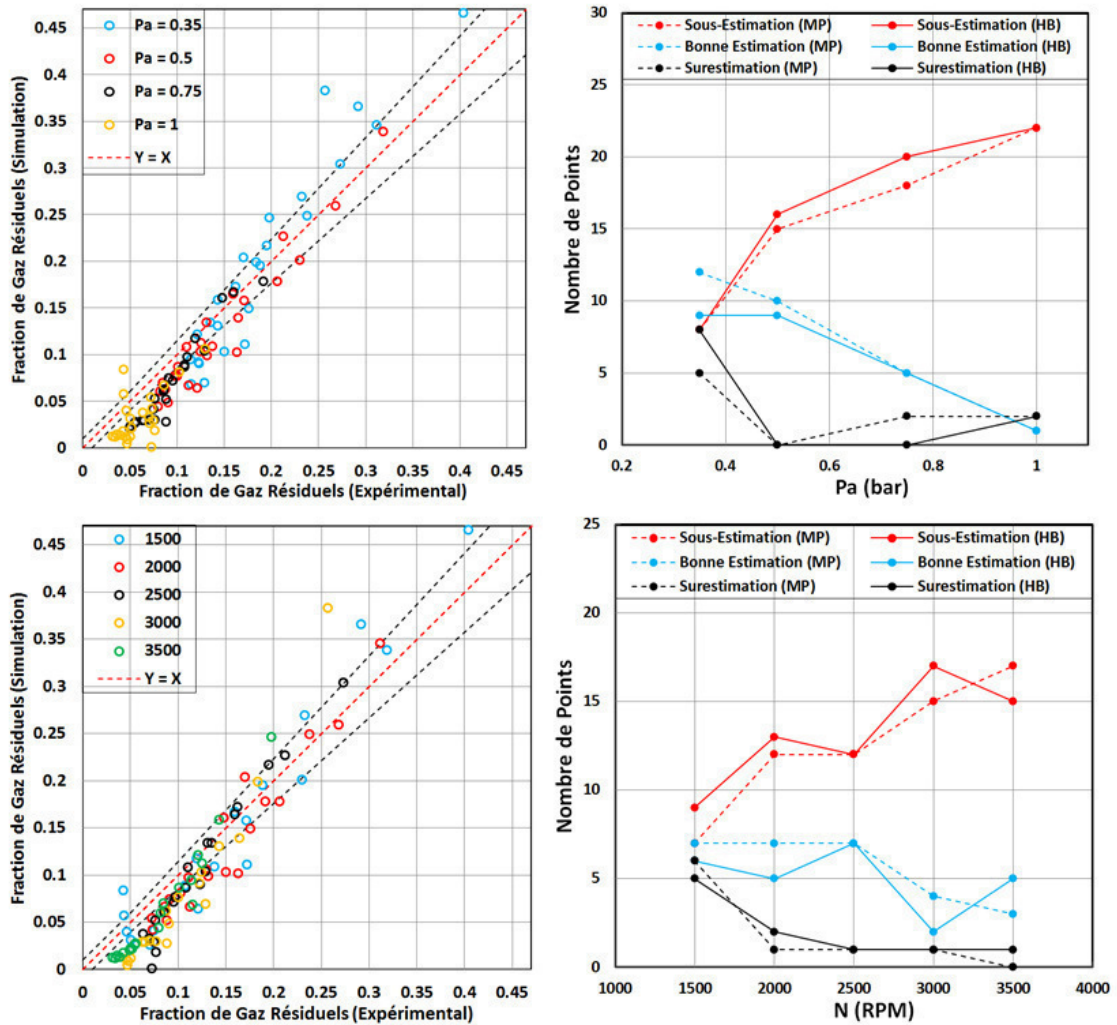 Fraction de Gaz Résiduels (Simulation)
0.45
0.4
0.35
0.3
0.25
0.2
0.15
0.1
0.05
0
Pa = 0.35
Pa = 0.5
Pa = 0.75
Pa = 1
Y = X
0 0.05 0.1 0.15 0.2 0.25 0.3 0.35 0.4 0.45
Fraction de Gaz Résiduels (Expérimental)
Nombre de Points
30
25
20
15
10
5
0
Sous-Estimation (MP) Sous-Estimation (HB)
Bonne Estimation (MP) Bonne Estimation (HB)
Surestimation (MP) Surestimation (HB)
0.2 0.4 0.6 0.8 1
Pa (bar)
Fraction de Gaz Résiduels (Simulation)
0.45
0.4
0.35
0.3
0.25
0.2
0.15
0.1
0.05
0
1500
2000
2500
3000
3500
Y = X
0 0.05 0.1 0.15 0.2 0.25 0.3 0.35 0.4 0.45
Fraction de Gaz Résiduels (Expérimental)
Nombre de Points
25
20
15
10
5
0
Sous-Estimation (MP) Sous-Estimation (HB)
Bonne Estimation (MP) Bonne Estimation (HB)
Surestimation (MP) Surestimation (HB)
1000 1500 2000 2500 3000 3500 4000
N (RPM)